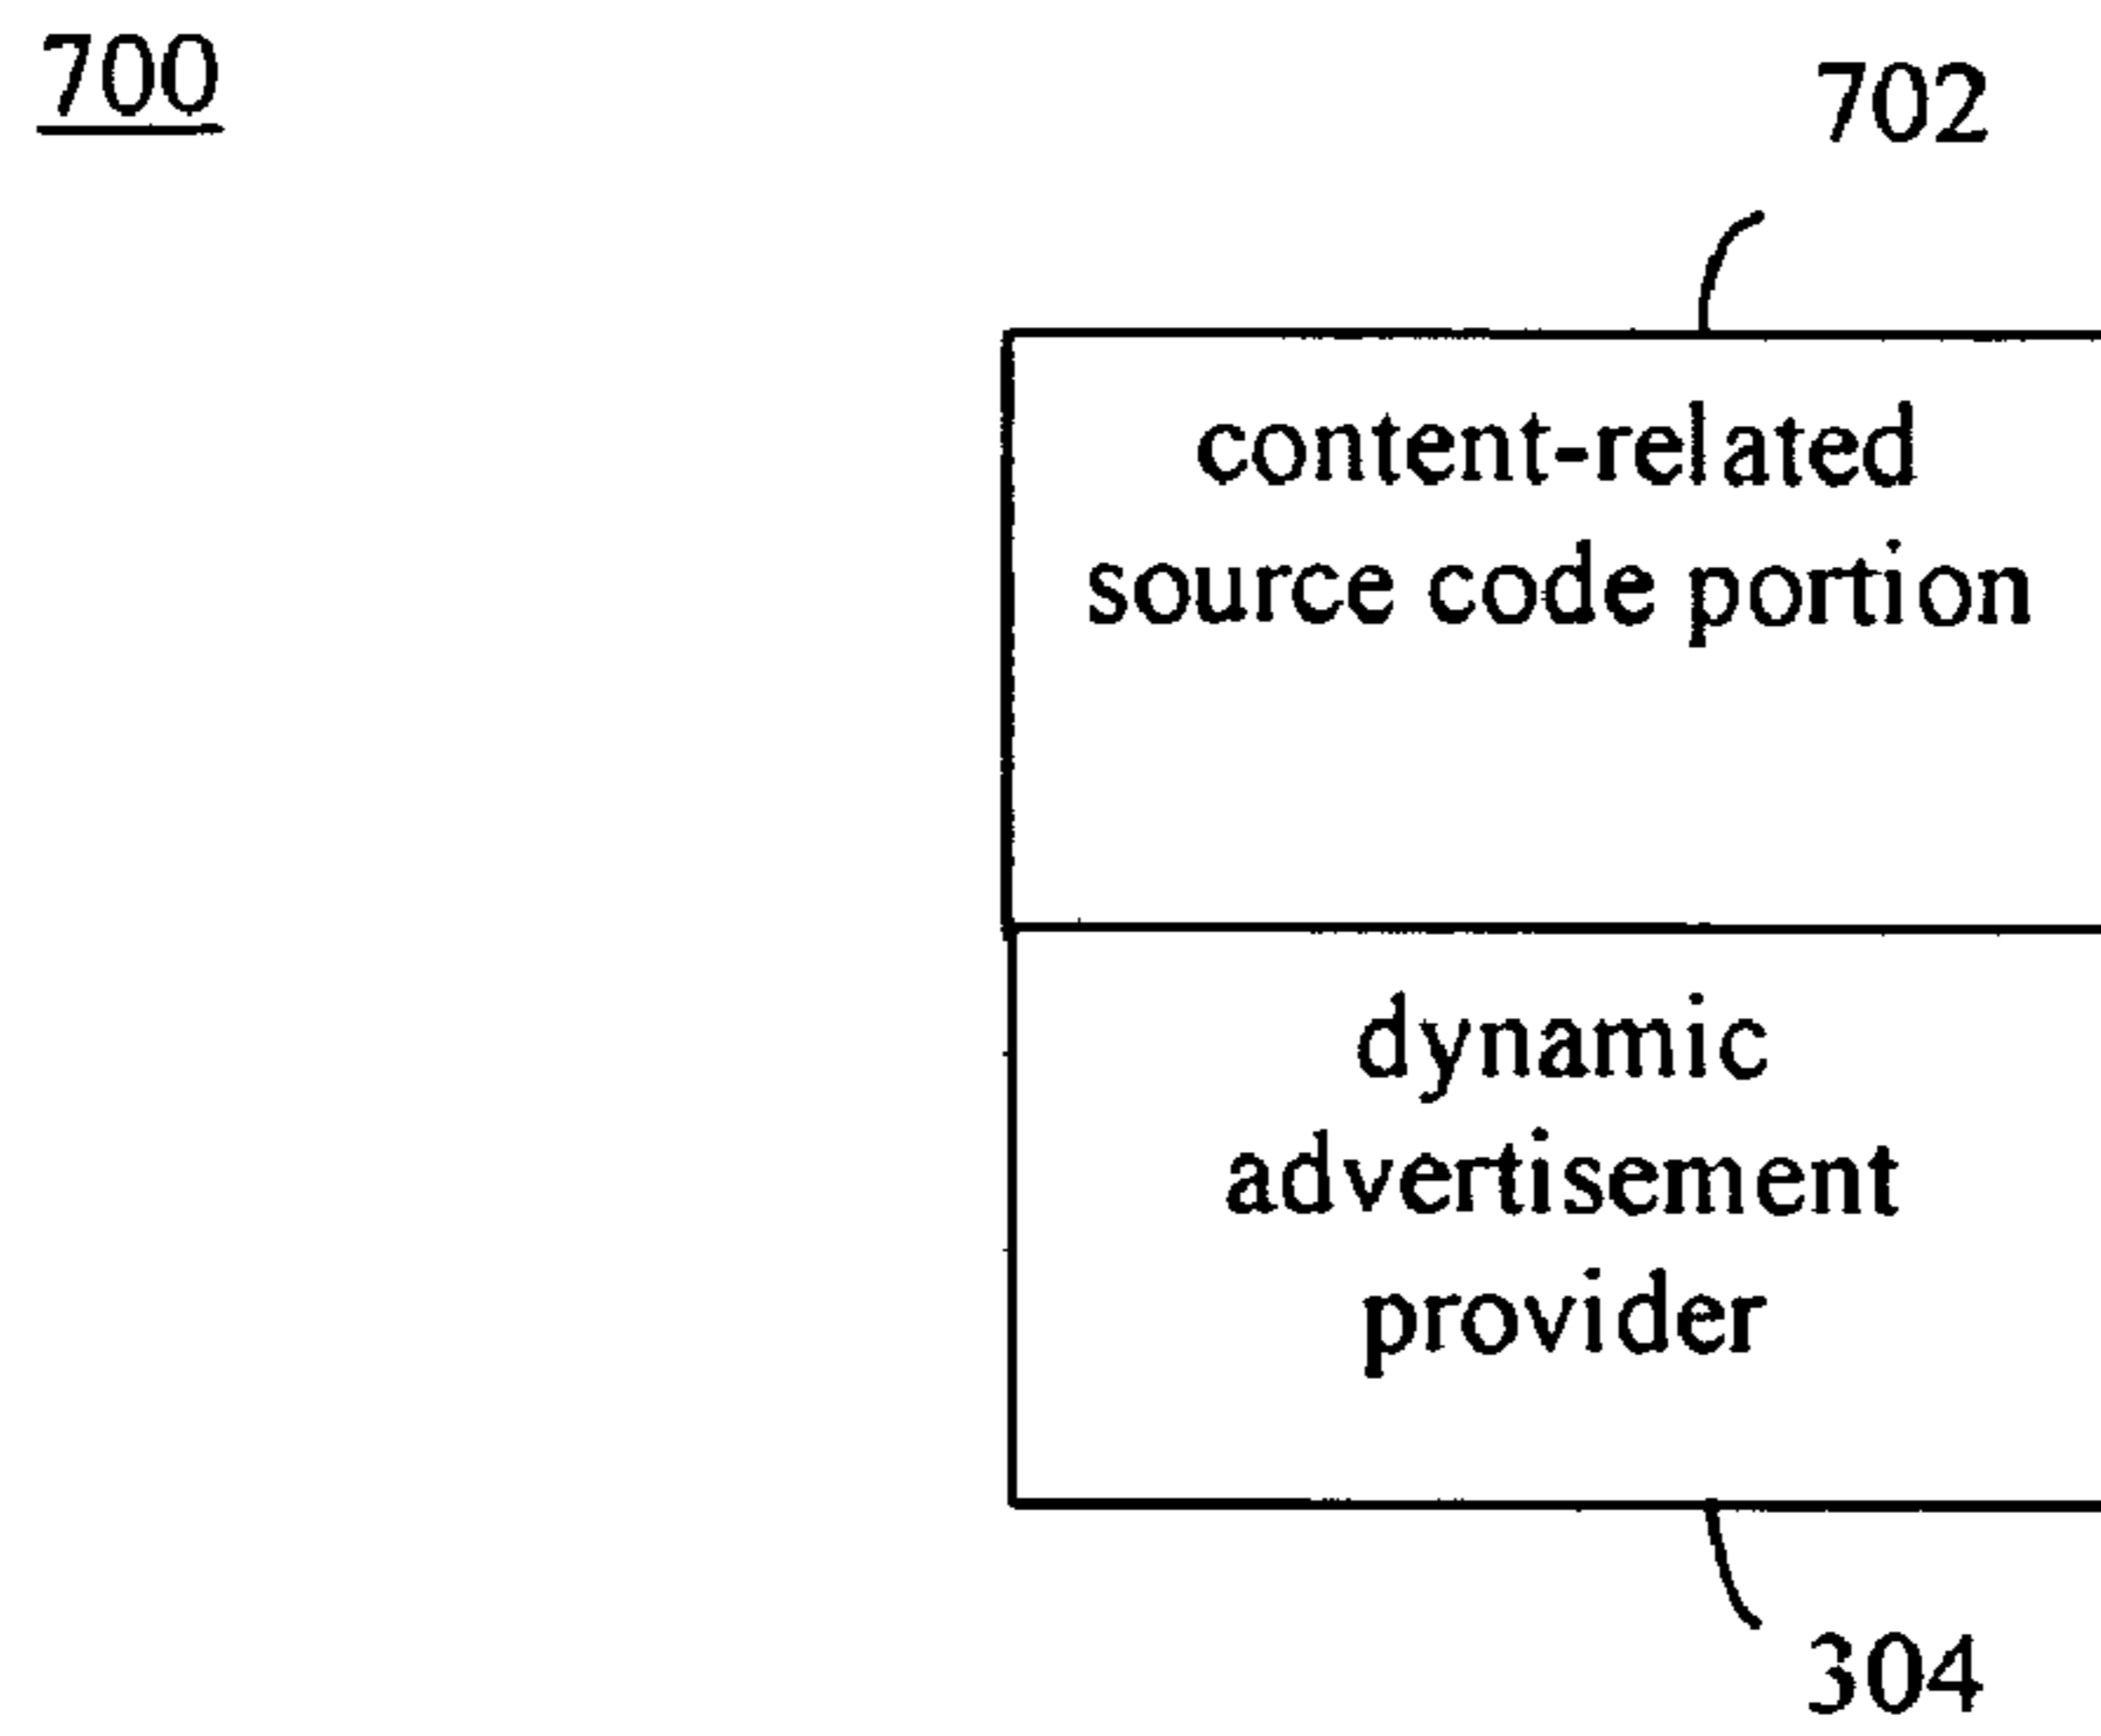 700
702
content-related
source code portion
dynamic
advertisement
provider
304